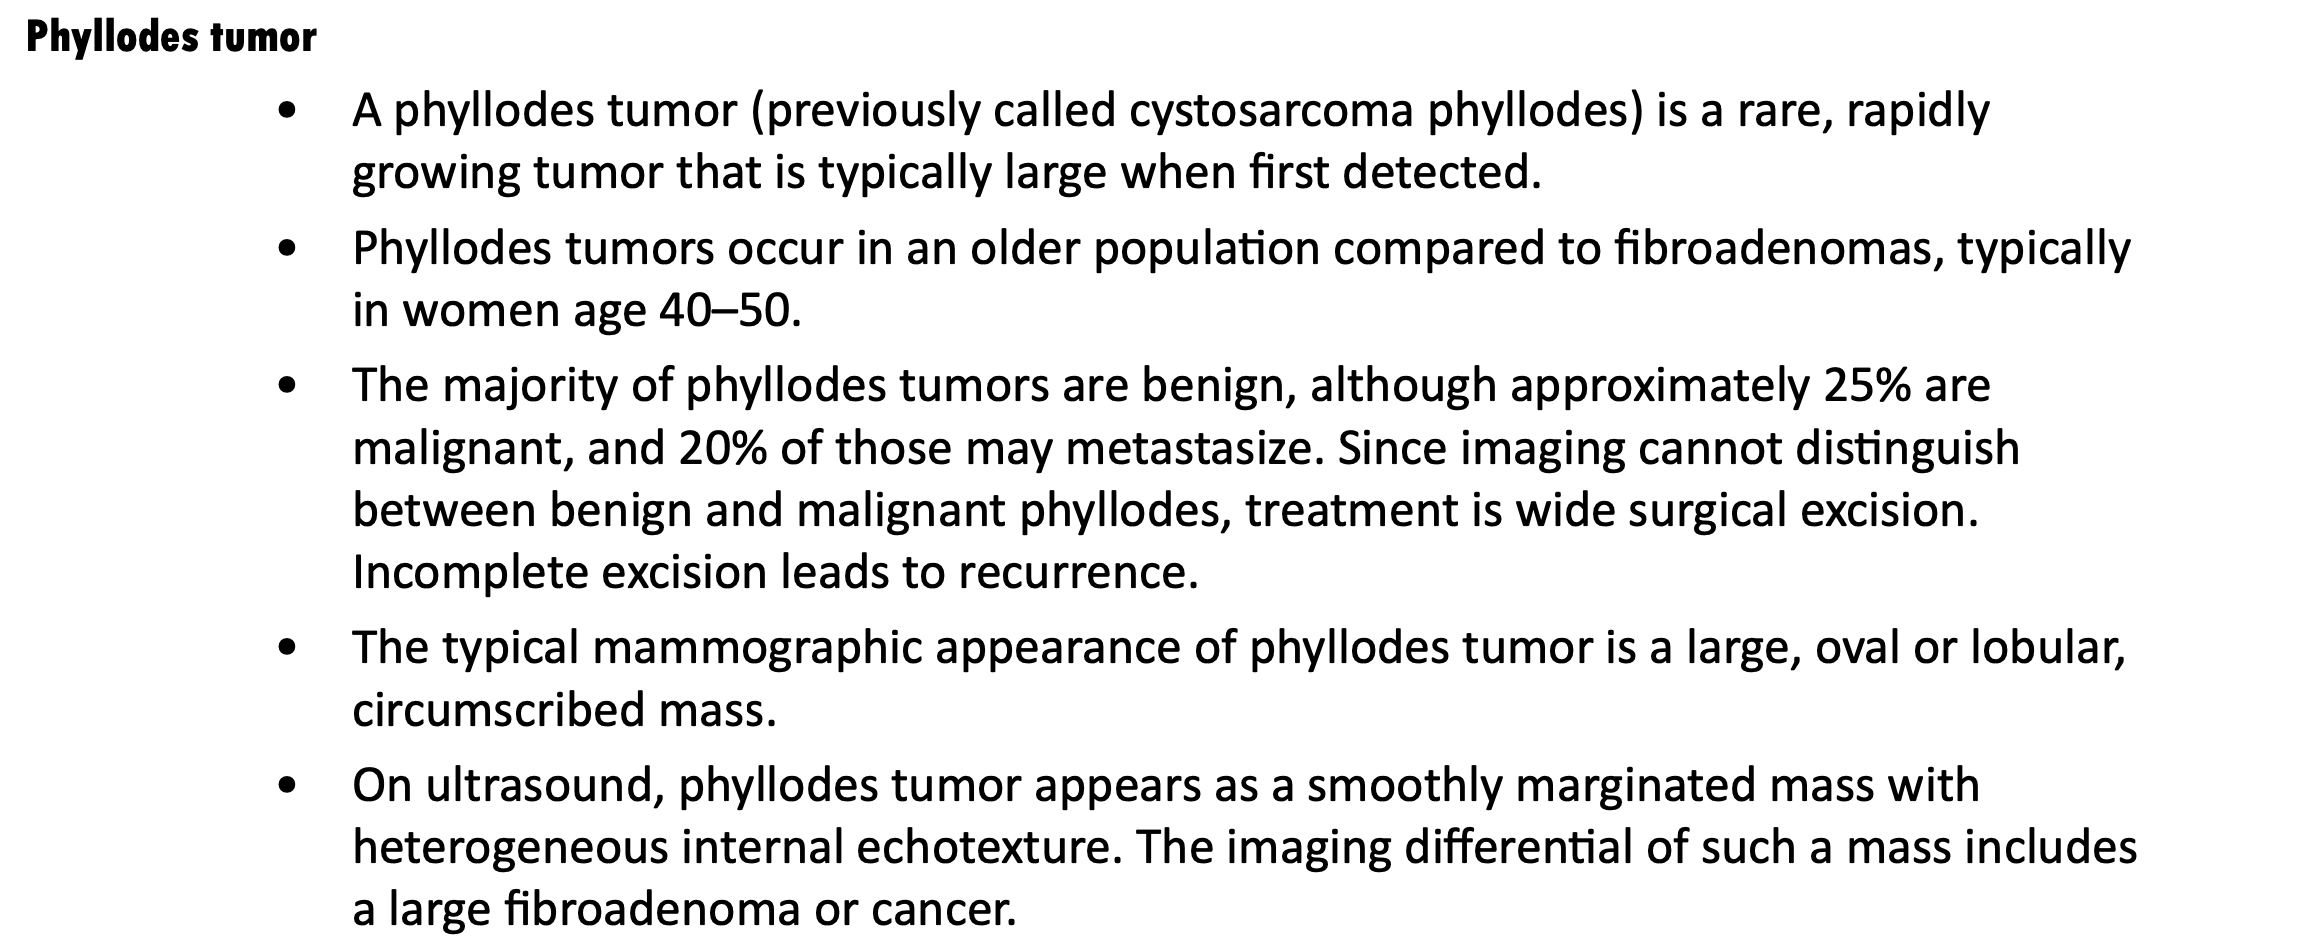 Phyllodes tumor
• A phyllodes tumor (previously called cystosarcoma phyllodes) is a rare, rapidly
growing tumor that is typically large when first detected.
• Phyllodes tumors occur in an older population compared to fibroadenomas, typically
in women age 40–50.
• The majority of phyllodes tumors are benign, although approximately 25% are
malignant, and 20% of those may metastasize. Since imaging cannot distinguish
between benign and malignant phyllodes, treatment is wide surgical excision.
Incomplete excision leads to recurrence.
• The typical mammographic appearance of phyllodes tumor is a large, oval or lobular,
circumscribed mass.
• On ultrasound, phyllodes tumor appears as a smoothly marginated mass with
heterogeneous internal echotexture. The imaging differential of such a mass includes
a large fibroadenoma or cancer.